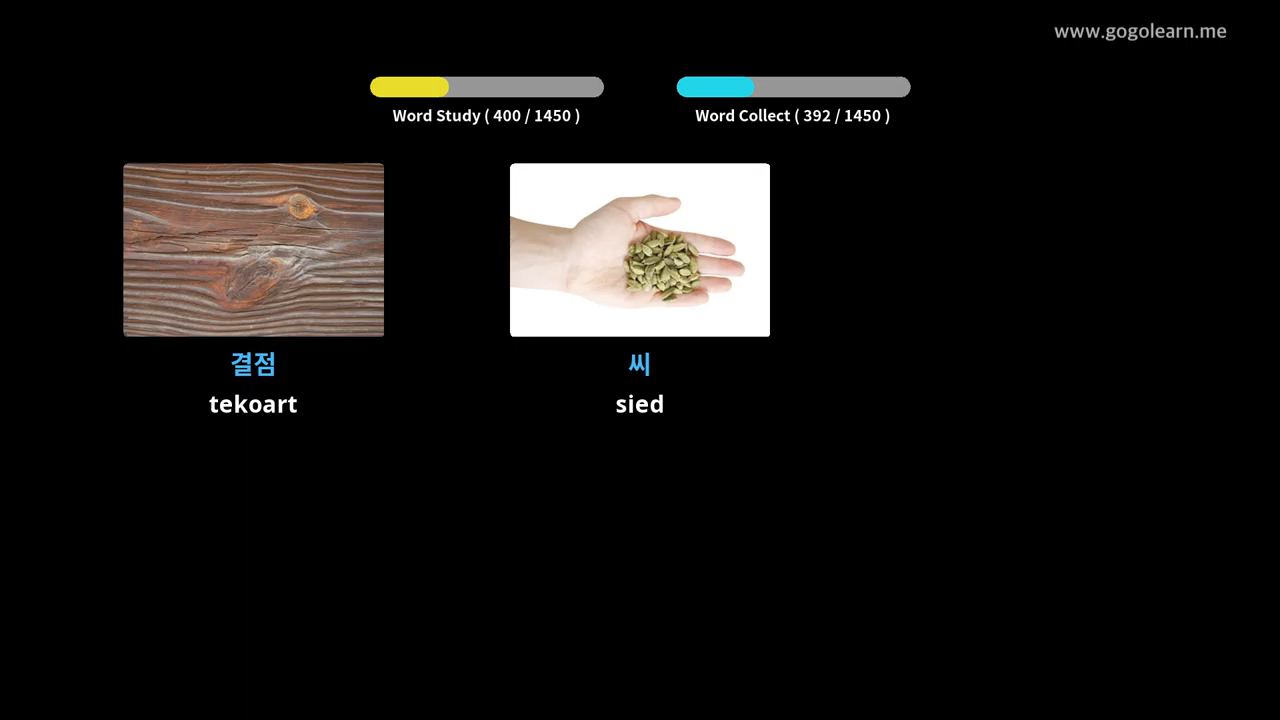 www.gogolearn.me
Word Study ( 400 / 1450 )
Word Collect ( 392 / 1450 )
결점
tekoart
씨
sied